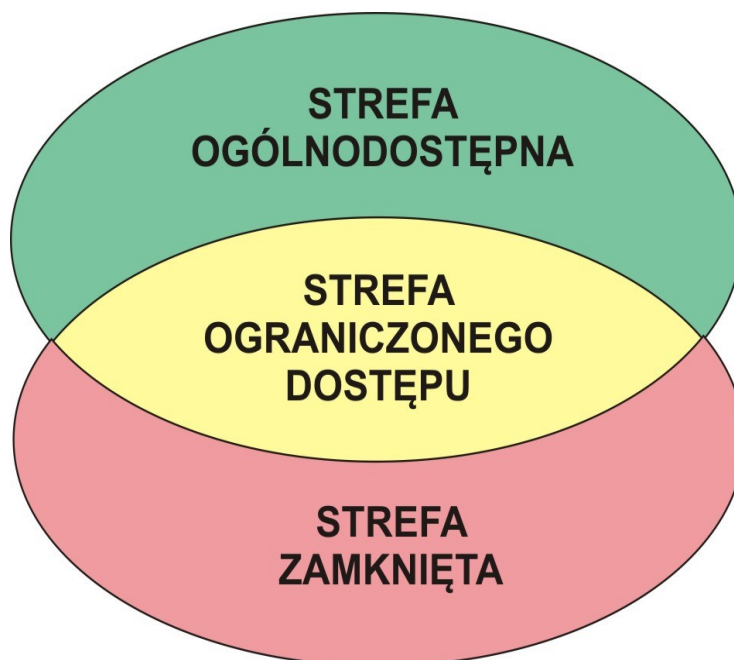 STREFA
OGÓLNODOSTĘPNA
STREFA
OGRANICZONEGO
DOSTĘPU
STREFA
ZAMKNIĘTA